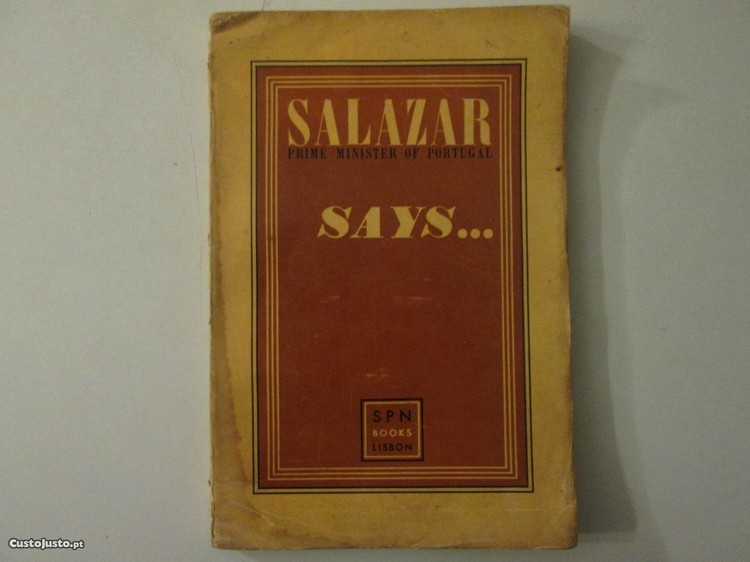 SALAZAR
PRIME MINISTER OF PORTUGAL
SAYS...
SPN
BOOKS
LISBON
CustoJusto.pt